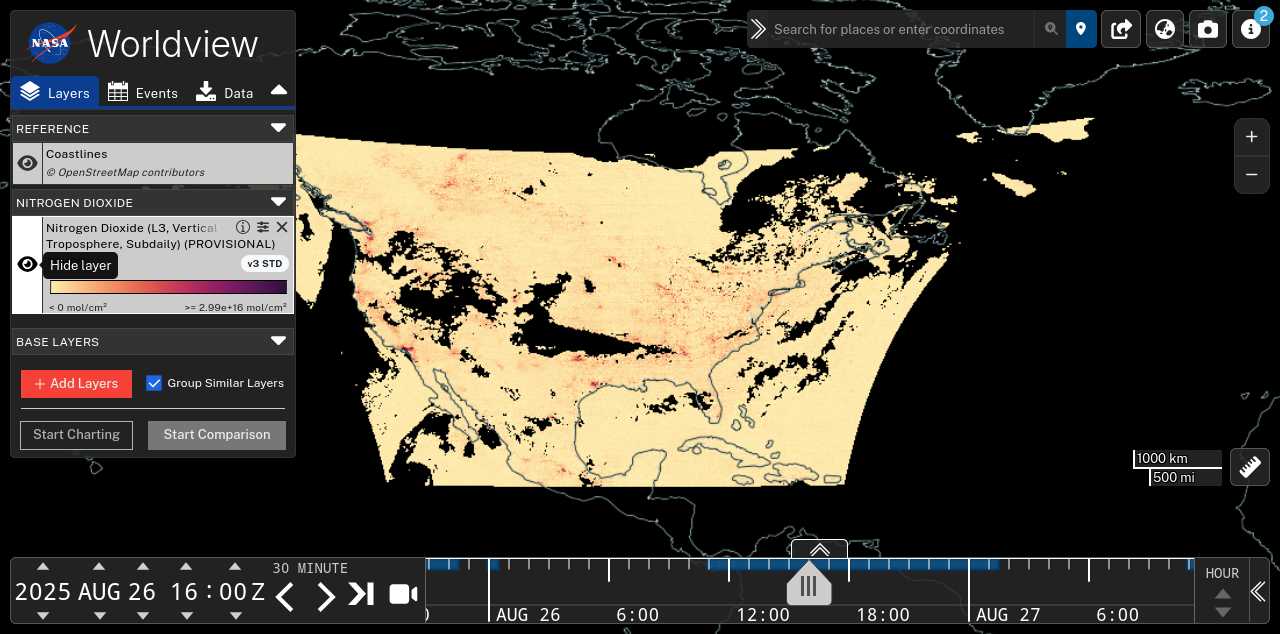 NASA Worldview
Search for places or enter coordinates
2
Layers
Events
Data
REFERENCE
Coastlines
© OpenStreetMap contributors
NITROGEN DIOXIDE
Nitrogen Dioxide (L3, Vertical
Troposphere, Subdaily) (PROVISIONAL)
Hide layer
v3 STD
< 0 mol/cm²
>= 2.99e+16 mol/cm²
BASE LAYERS
+ Add Layers
Group Similar Layers
Start Charting
Start Comparison
+
−
1000 km
500 mi
2025 AUG 26 16:00 Z
30 MINUTE
AUG 26
6:00
12:00
18:00
AUG 27
6:00
HOUR